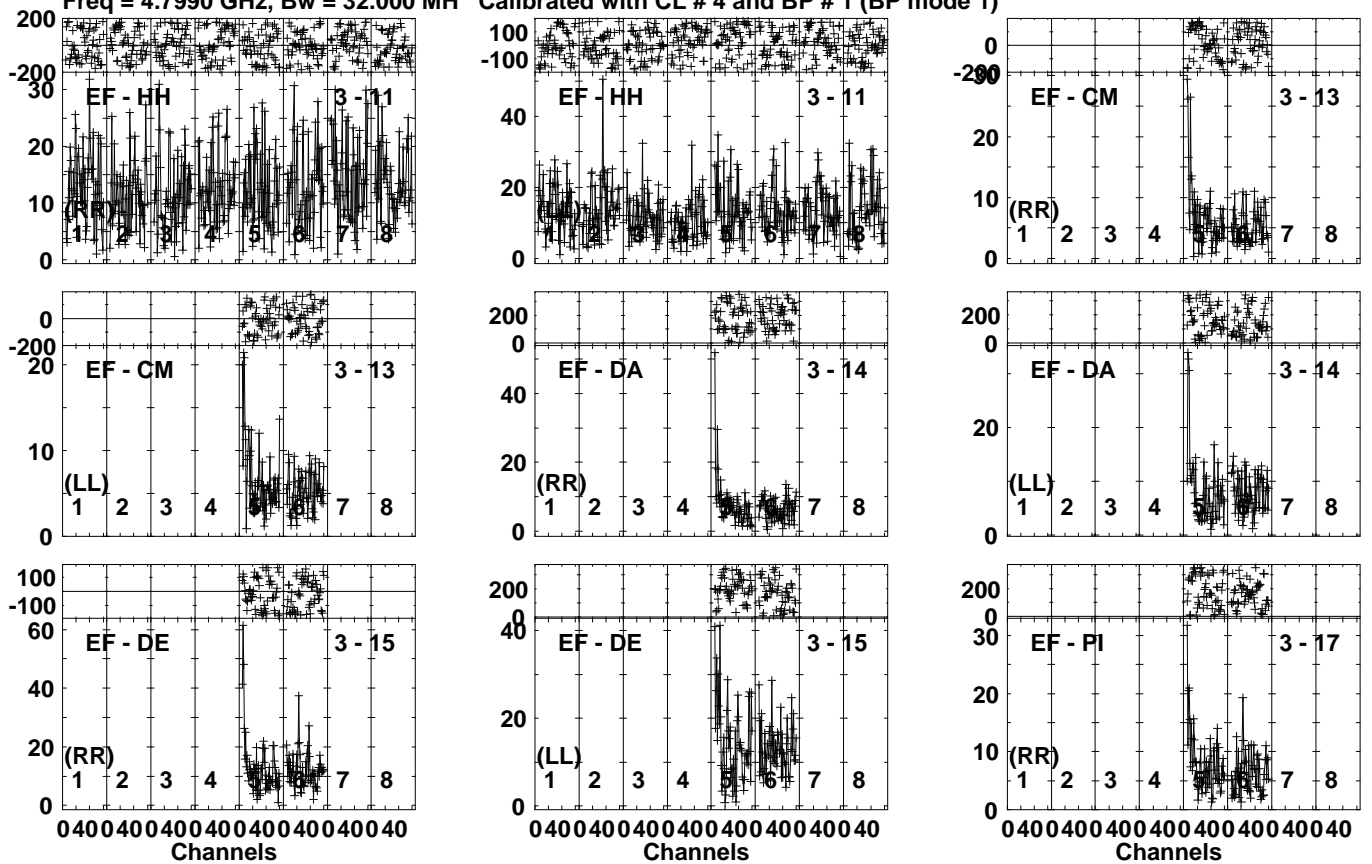 Freq = 4.7990 GHz, Bw = 32.000 MH Calibrated with CL # 4 and BP # 1 (BP mode 1)
200
-200
EF - HH 3 - 11
30
20
10
0
(RR)
1 2 3 4 5 6 7 8
100
-100
EF - HH 3 - 11
40
20
0
(LL)
1 2 3 4 5 6 7 8
0
-200
30
EF - CM 3 - 13
20
10
0
(RR)
1 2 3 4 5 6 7 8
0
-200
EF - CM 3 - 13
20
10
0
(LL)
1 2 3 4 5 6 7 8
200
0
EF - DA 3 - 14
40
20
0
(RR)
1 2 3 4 5 6 7 8
200
0
EF - DA 3 - 14
20
0
(LL)
1 2 3 4 5 6 7 8
100
-100
60
EF - DE 3 - 15
40
20
0
(RR)
1 2 3 4 5 6 7 8
200
0
40
EF - DE 3 - 15
20
0
(LL)
1 2 3 4 5 6 7 8
200
0
30
EF - PI 3 - 17
20
10
0
(RR)
1 2 3 4 5 6 7 8
0 40 0 40 0 40 0 40 0 40 0 40 0 40 0 40
Channels
0 40 0 40 0 40 0 40 0 40 0 40 0 40 0 40
Channels
0 40 0 40 0 40 0 40 0 40 0 40 0 40 0 40
Channels